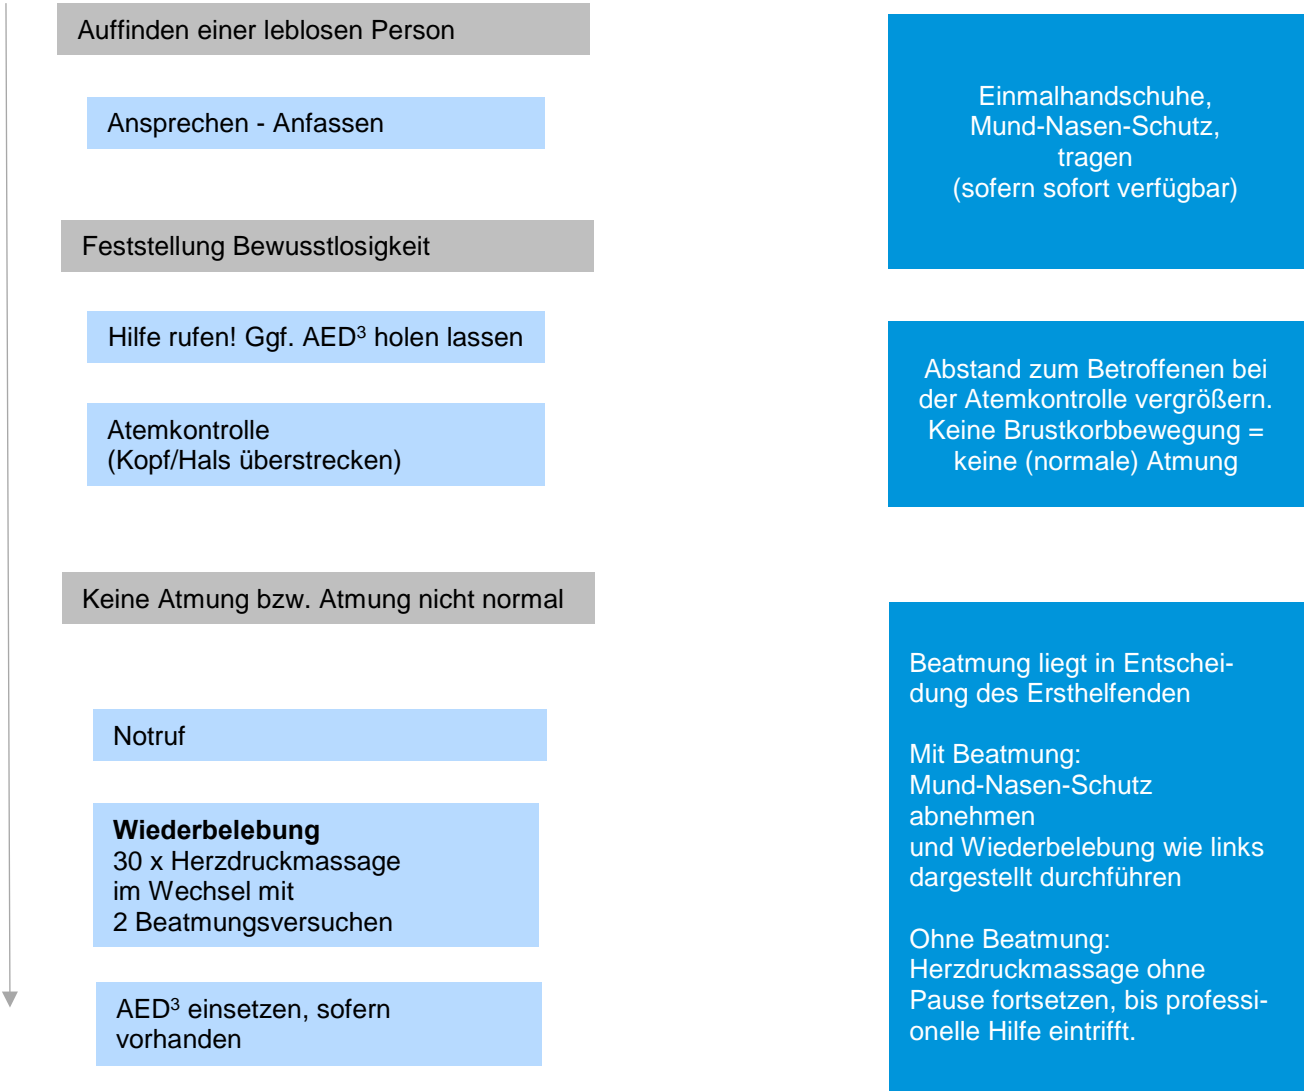 Auffinden einer leblosen Person
Ansprechen - Anfassen
Feststellung Bewusstlosigkeit
Hilfe rufen! Ggf. AED³ holen lassen
Atemkontrolle
(Kopf/Hals überstrecken)
Keine Atmung bzw. Atmung nicht normal
Notruf
Wiederbelebung
30 x Herzdruckmassage
im Wechsel mit
2 Beatmungsversuchen
AED³ einsetzen, sofern
vorhanden
Einmalhandschuhe,
Mund-Nasen-Schutz,
tragen
(sofern sofort verfügbar)
Abstand zum Betroffenen bei
der Atemkontrolle vergrößern.
Keine Brustkorbbewegung =
keine (normale) Atmung
Beatmung liegt in Entschei-
dung des Ersthelfenden
Mit Beatmung:
Mund-Nasen-Schutz
abnehmen
und Wiederbelebung wie links
dargestellt durchführen
Ohne Beatmung:
Herzdruckmassage ohne
Pause fortsetzen, bis professi-
onelle Hilfe eintrifft.